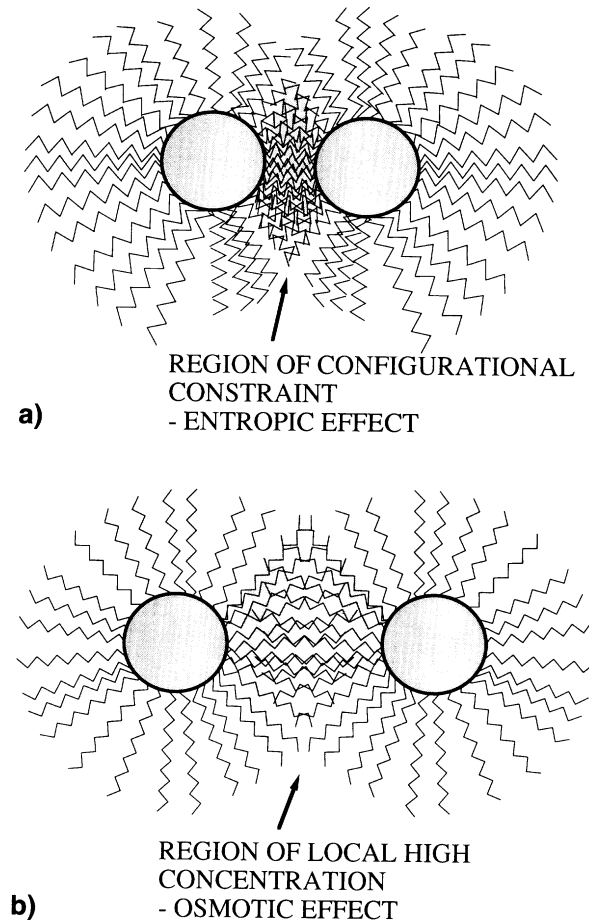 REGION OF CONFIGURATIONAL
CONSTRAINT
- ENTROPIC EFFECT
a)
REGION OF LOCAL HIGH
CONCENTRATION
- OSMOTIC EFFECT
b)